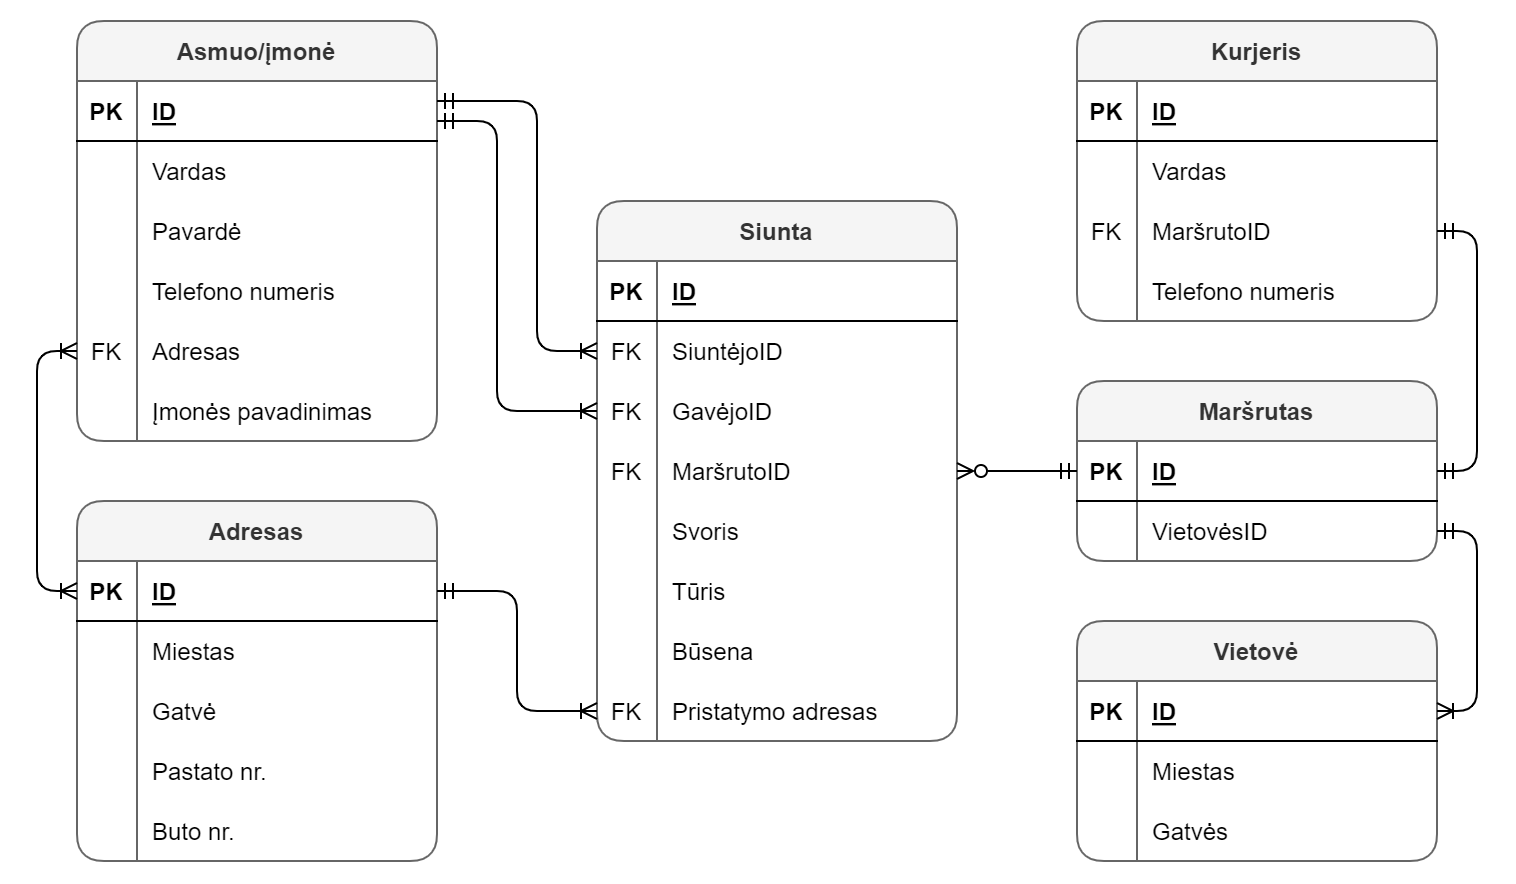 Asmuo/įmonė
PK ID
Vardas
Pavardė
Telefono numeris
FK Adresas
Įmonės pavadinimas
Adresas
PK ID
Miestas
Gatvė
Pastato nr.
Buto nr.
Siunta
PK ID
FK SiuntėjoID
FK GavėjoID
FK MaršrutoID
Svoris
Tūris
Būsena
FK Pristatymo adresas
Kurjeris
PK ID
Vardas
FK MaršrutoID
Telefono numeris
Maršrutas
PK ID
VietovėsID
Vietovė
PK ID
Miestas
Gatvės